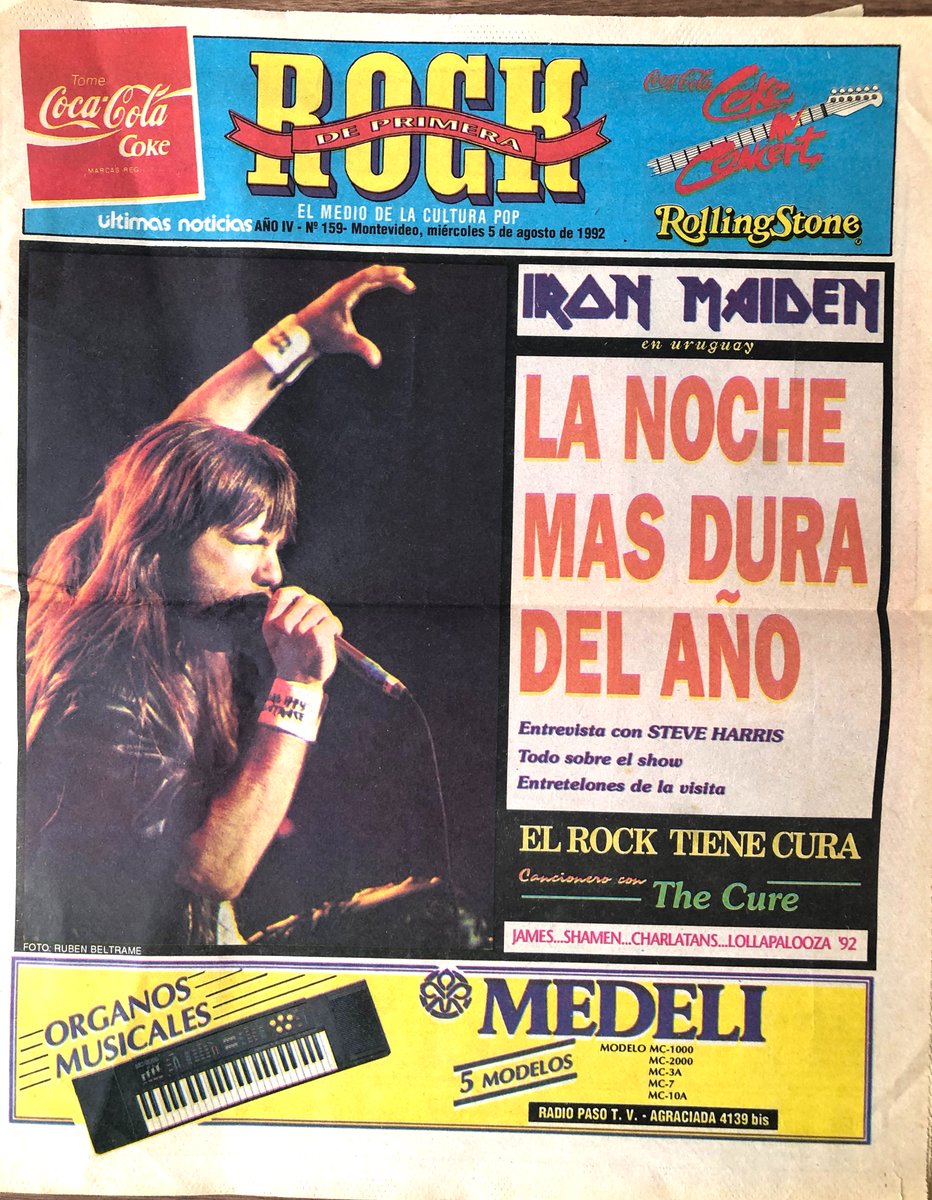 Tome
Coca-Cola
Coke
MARCAS REG.
ROCK
DE PRIMERA
EL MEDIO DE LA CULTURA POP
últimas noticias AÑO IV - Nº 159- Montevideo, miércoles 5 de agosto de 1992
Coca-Cola
Coke
in
Concert
RollingStone
IRON MAIDEN
en uruguay
LA NOCHE
MAS DURA
DEL AÑO
Entrevista con STEVE HARRIS
Todo sobre el show
Entretelones de la visita
EL ROCK TIENE CURA
Cancionero con
The Cure
JAMES...SHAMEN...CHARLATANS...LOLLAPALOOZA '92
FOTO: RUBEN BELTRAME
ORGANOS
MUSICALES
MEDELI
5 MODELOS
MODELO MC-1000
MC-2000
MC-3A
MC-7
MC-10A
RADIO PASO T. V. - AGRACIADA 4139 bis